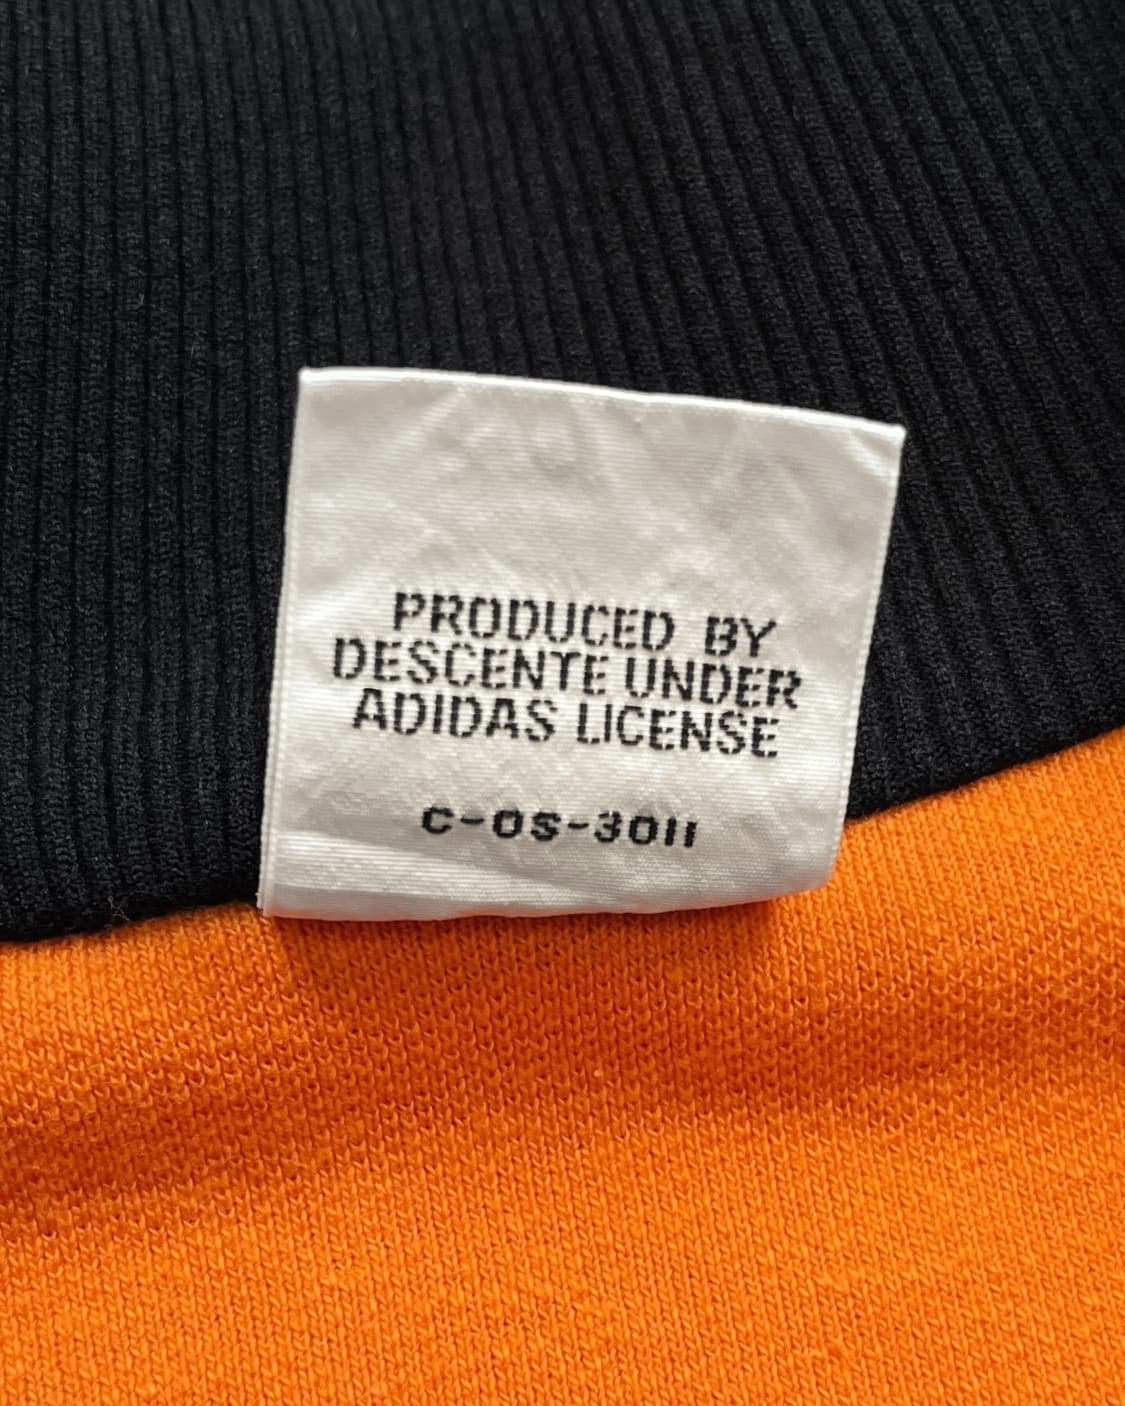 PRODUCED BY
DESCENTE UNDER
ADIDAS LICENSE
C-OS-3011